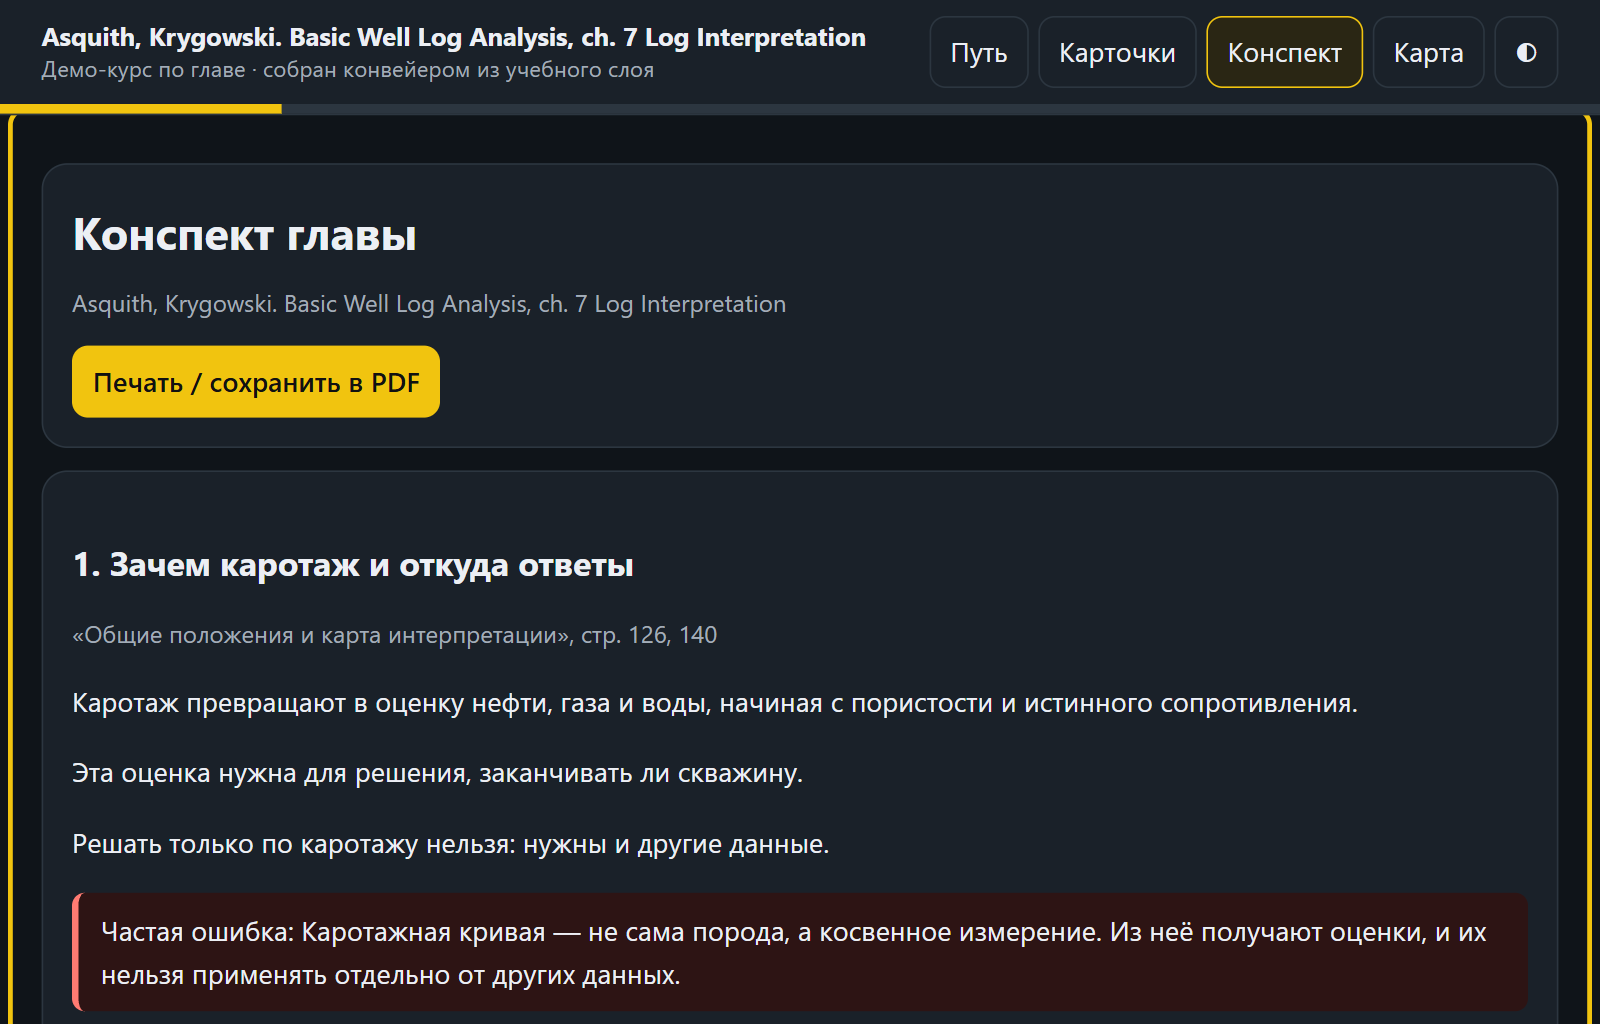 Asquith, Krygowski. Basic Well Log Analysis, ch. 7 Log Interpretation
Демо-курс по главе · собран конвейером из учебного слоя
Путь
Карточки
Конспект
Карта
Конспект главы
Asquith, Krygowski. Basic Well Log Analysis, ch. 7 Log Interpretation
Печать / сохранить в PDF
1. Зачем каротаж и откуда ответы
«Общие положения и карта интерпретации», стр. 126, 140
Каротаж превращают в оценку нефти, газа и воды, начиная с пористости и истинного сопротивления.
Эта оценка нужна для решения, заканчивать ли скважину.
Решать только по каротажу нельзя: нужны и другие данные.
Частая ошибка: Каротажная кривая — не сама порода, а косвенное измерение. Из неё получают оценки, и их
нельзя применять отдельно от других данных.